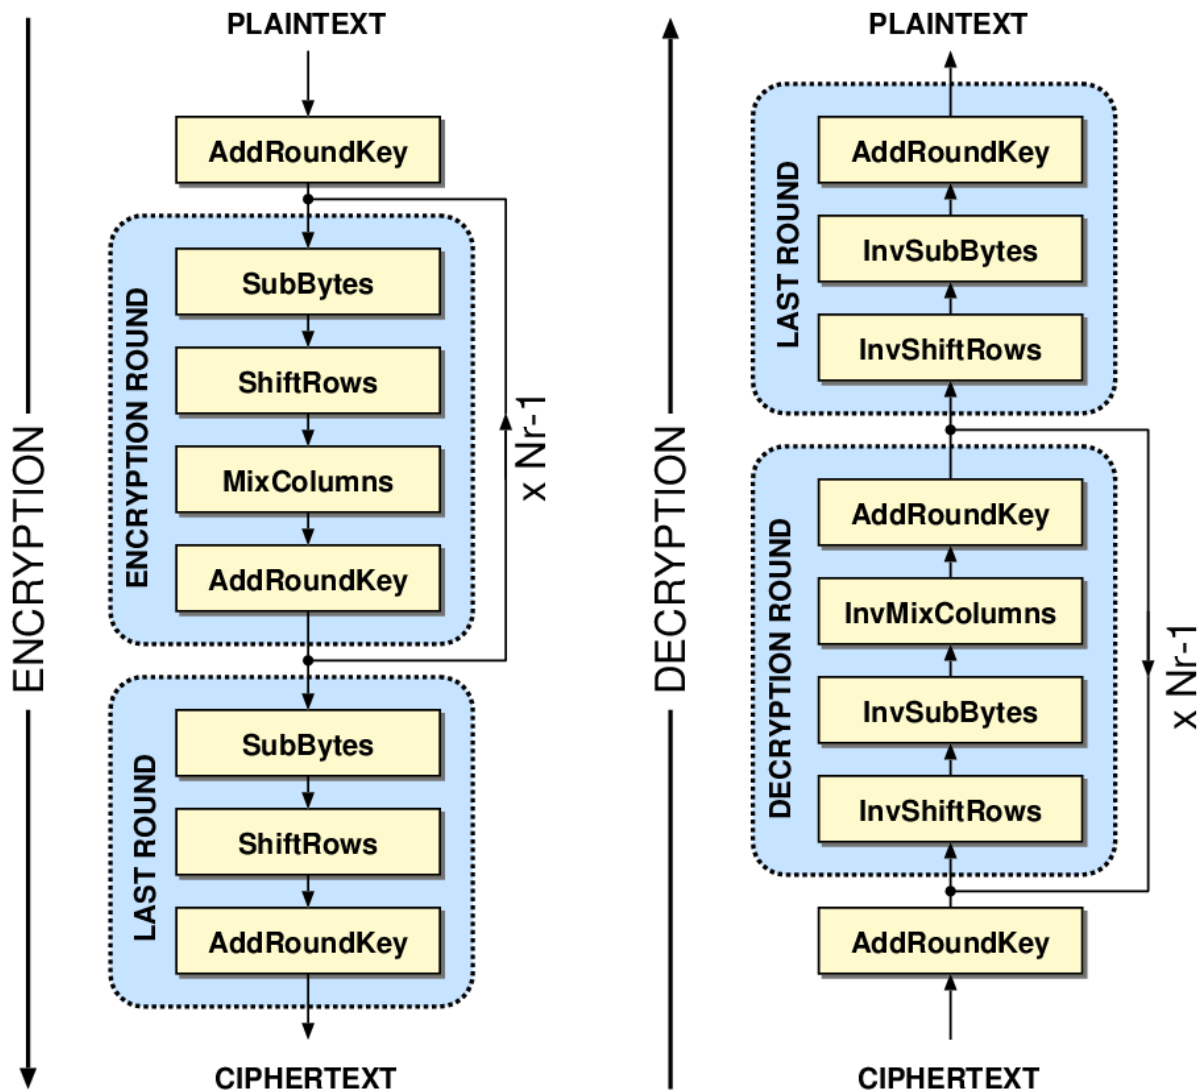 PLAINTEXT
AddRoundKey
SubBytes
ShiftRows
MixColumns
AddRoundKey
ENCRYPTION ROUND
x Nr-1
SubBytes
ShiftRows
AddRoundKey
LAST ROUND
CIPHERTEXT
ENCRYPTION
PLAINTEXT
AddRoundKey
InvSubBytes
InvShiftRows
LAST ROUND
AddRoundKey
InvMixColumns
InvSubBytes
InvShiftRows
DECRYPTION ROUND
x Nr-1
AddRoundKey
CIPHERTEXT
DECRYPTION